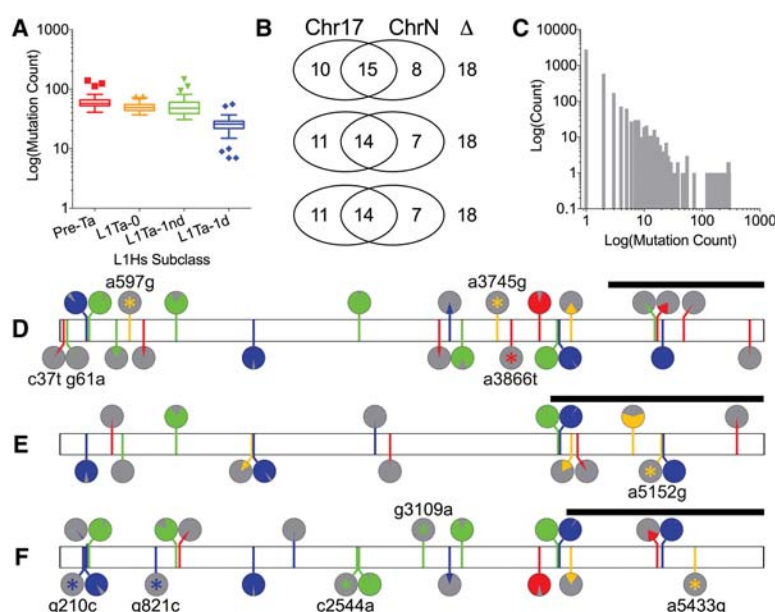 A
Log(Mutation Count)
1000
100
10
1
Pre-Ta
L1Ta-0
L1Ta-1nd
L1Ta-1d
L1Hs Subclass
B
Chr17 ChrN Δ
10 15 8 18
11 14 7 18
11 14 7 18
C
Log(Count)
10000
1000
100
10
1
0.1
1 10 100 1000
Log(Mutation Count)
a597g a3745g
D
c37t g61a a3866t
E
a5152g
g3109a
F
g210c g821c c2544a a5433g